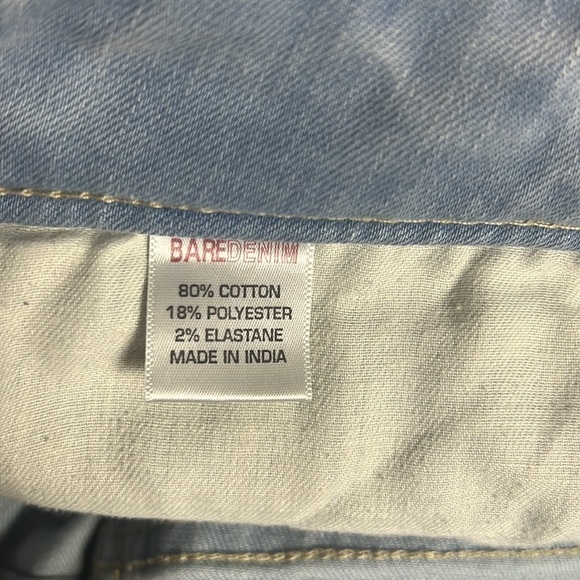 BAREDENIM
80% COTTON
18% POLYESTER
2% ELASTANE
MADE IN INDIA